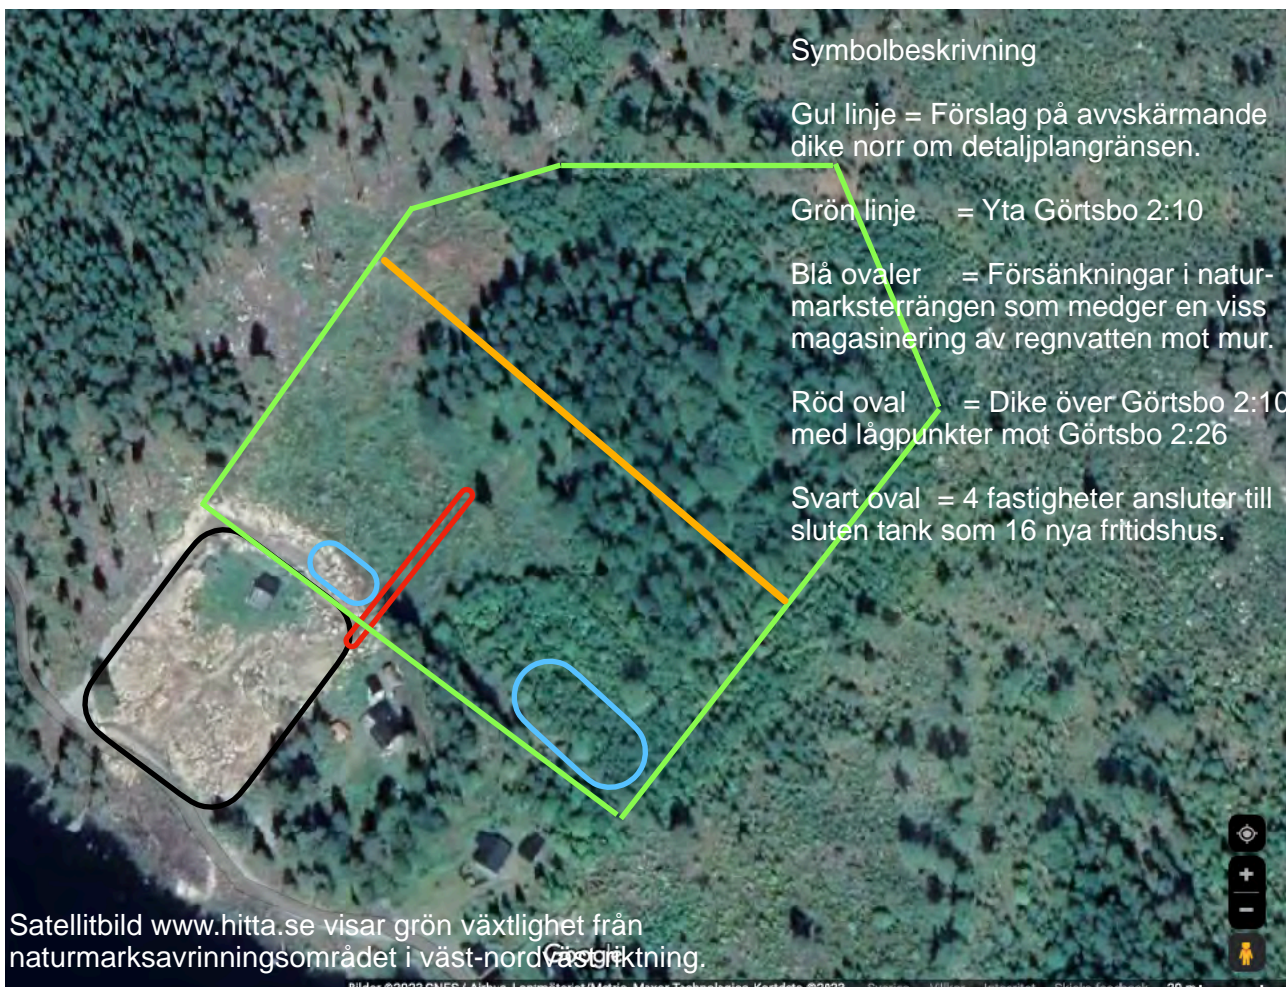 Symbolbeskrivning
Gul linje = Förslag på avvskärmande
dike norr om detaljplangränsen.
Grön linje = Yta Görtsbo 2:10
Blå ovaler = Försänkningar i natur-
marksterrängen som medger en viss
magasinering av regnvatten mot mur.
Röd oval = Dike över Görtsbo 2:10
med lågpunkter mot Görtsbo 2:26
Svart oval = 4 fastigheter ansluter till
sluten tank som 16 nya fritidshus.
Satellitbild www.hitta.se visar grön växtlighet från
naturmarksavrinningsområdet i väst-nordväst riktning.
Google